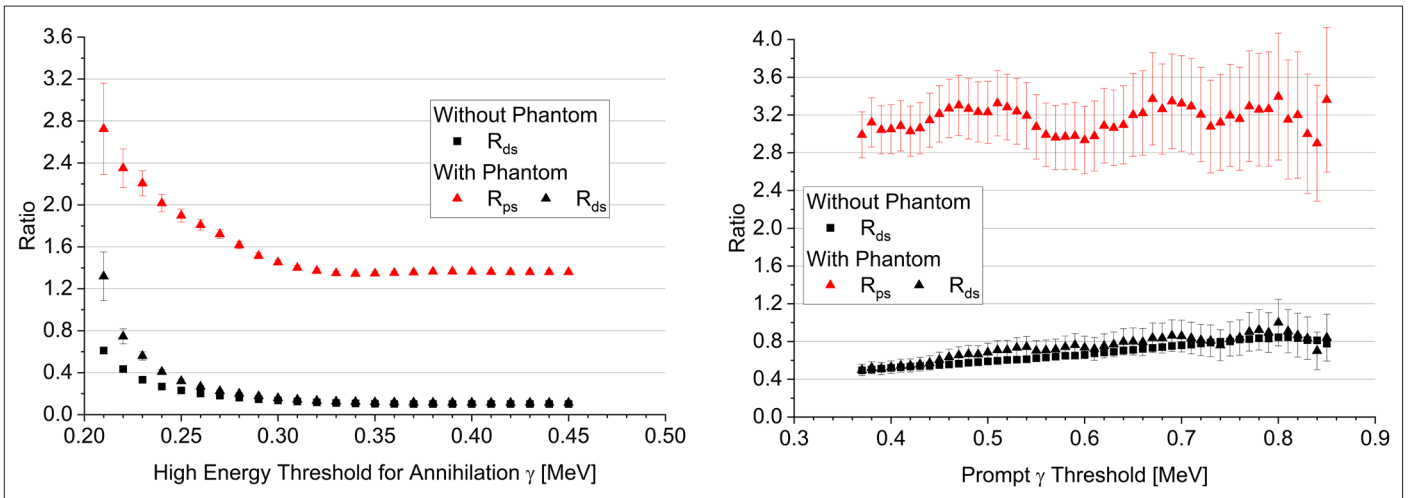 3.6
3.2
2.8
2.4
2.0
1.6
1.2
0.8
0.4
0.0
Ratio
Without Phantom
R_ds
With Phantom
R_ps R_ds
0.20 0.25 0.30 0.35 0.40 0.45 0.50
High Energy Threshold for Annihilation γ [MeV]
4.0
3.6
3.2
2.8
2.4
2.0
1.6
1.2
0.8
0.4
0.0
Ratio
Without Phantom
R_ds
With Phantom
R_ps R_ds
0.3 0.4 0.5 0.6 0.7 0.8 0.9
Prompt γ Threshold [MeV]